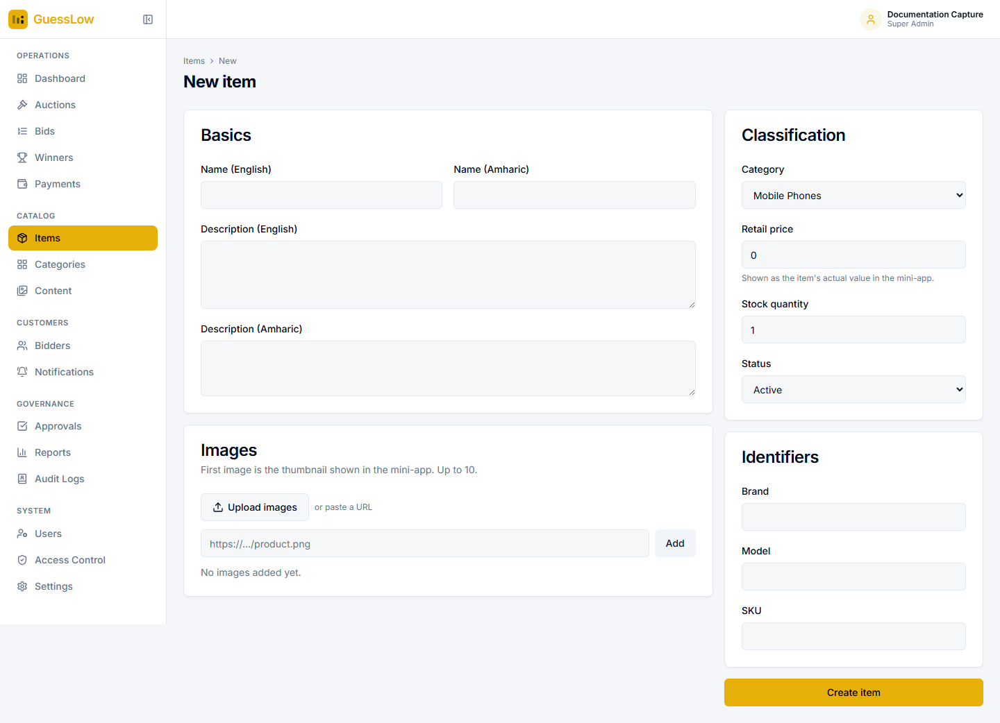 GuessLow
Documentation Capture
Super Admin
OPERATIONS
Dashboard
Auctions
Bids
Winners
Payments
CATALOG
Items
Categories
Content
CUSTOMERS
Bidders
Notifications
GOVERNANCE
Approvals
Reports
Audit Logs
SYSTEM
Users
Access Control
Settings
Items › New
New item
Basics
Name (English)
Name (Amharic)
Description (English)
Description (Amharic)
Images
First image is the thumbnail shown in the mini-app. Up to 10.
Upload images or paste a URL
https://.../product.png
Add
No images added yet.
Classification
Category
Mobile Phones
Retail price
0
Shown as the item's actual value in the mini-app.
Stock quantity
1
Status
Active
Identifiers
Brand
Model
SKU
Create item